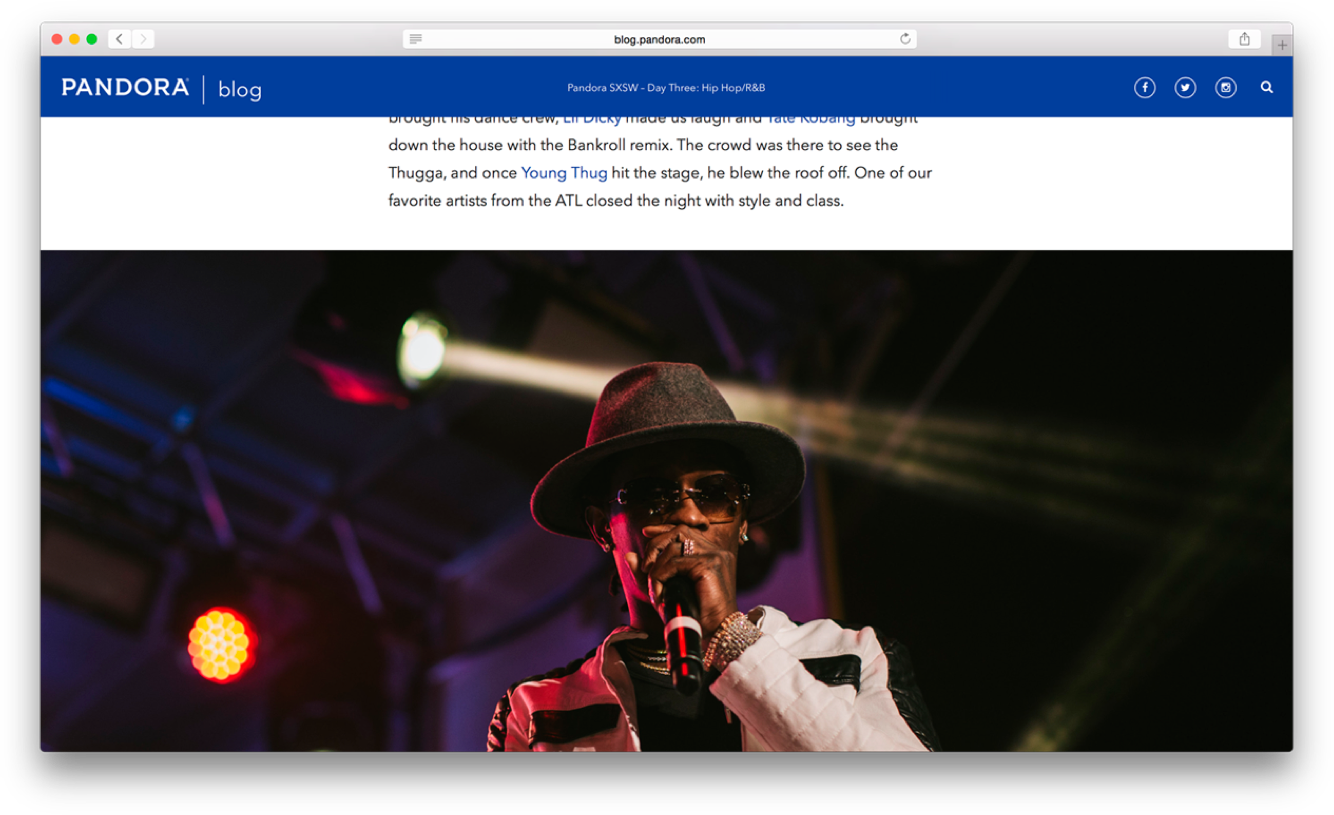 blog.pandora.com
PANDORA | blog
Pandora SXSW - Day Three: Hip Hop/R&B
brought his dance crew, Lil Dicky made us laugh and Tate Kobang brought
down the house with the Bankroll remix. The crowd was there to see the
Thugga, and once Young Thug hit the stage, he blew the roof off. One of our
favorite artists from the ATL closed the night with style and class.